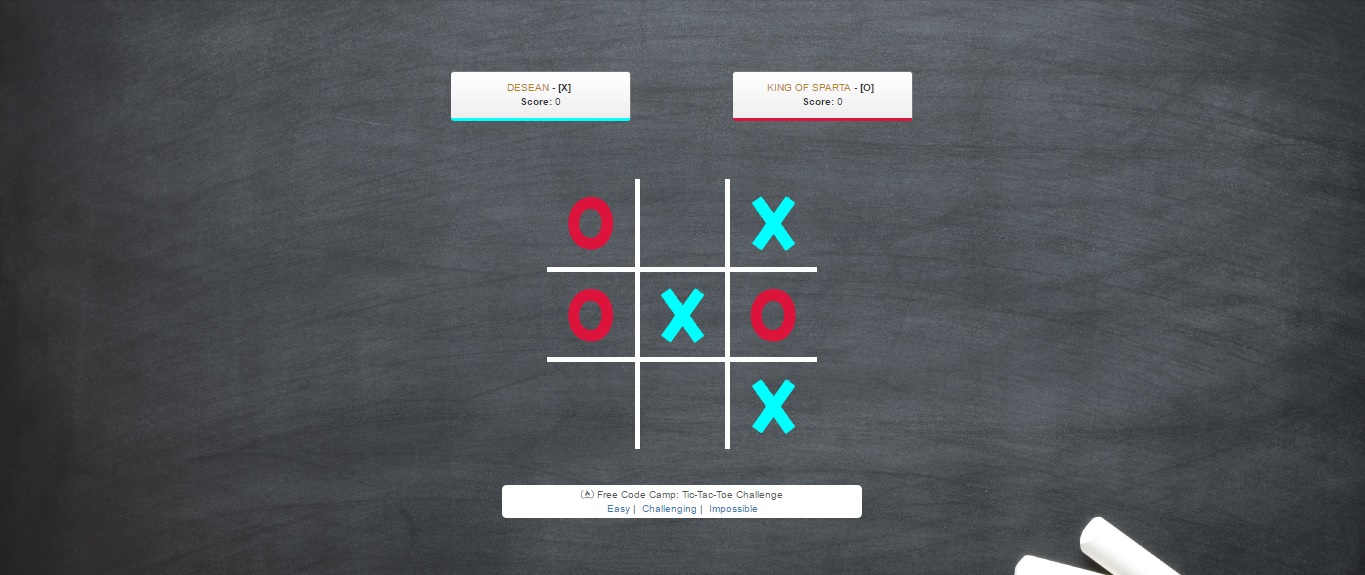 DESEAN - [X]
Score: 0
KING OF SPARTA - [O]
Score: 0
O X
O X O
X
(🔥) Free Code Camp: Tic-Tac-Toe Challenge
Easy | Challenging | Impossible